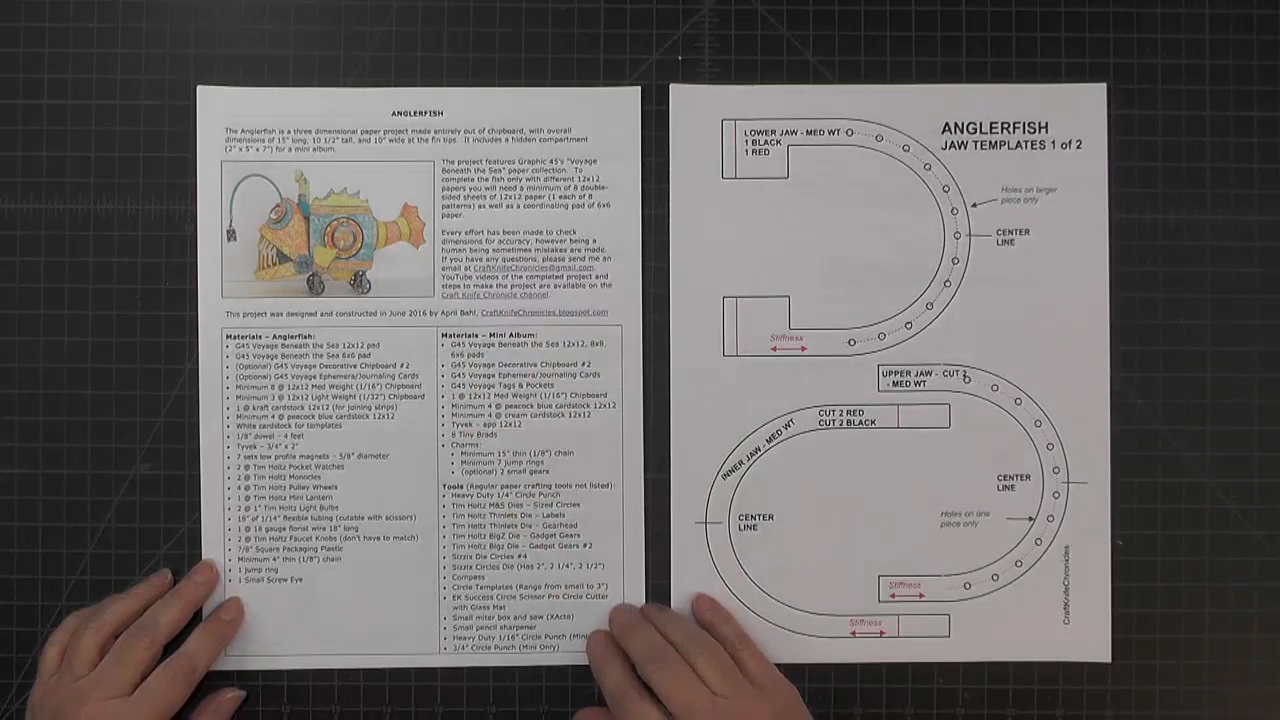 ANGLERFISH
The Anglerfish is a three dimensional paper project made entirely out of chipboard, with overall
dimensions of 15" long, 10 1/2" tall, and 10" wide at the fin tips. It includes a hidden compartment
(2" x 5" x 7") for a mini album.
The project features Graphic 45's "Voyage
Beneath the Sea" paper collection. To
complete the fish only with different 12x12
papers you will need a minimum of 8 double-
sided sheets of 12x12 paper (1 each of 8
patterns) as well as a coordinating pad of 6x6
paper.
Every effort has been made to check
dimensions for accuracy, however being a
human being sometimes mistakes are made.
If you have any questions, please send me an
email at CraftKnifeChronicles@gmail.com.
YouTube videos of the completed project and
steps to make the project are available on the
Craft Knife Chronicle channel.
This project was designed and constructed in June 2016 by April Bahl, CraftKnifeChronicles.blogspot.com
Materials – Anglerfish:
• G45 Voyage Beneath the Sea 12x12 pad
• G45 Voyage Beneath the Sea 6x6 pad
• (Optional) G45 Voyage Decorative Chipboard #2
• (Optional) G45 Voyage Ephemera/Journaling Cards
• Minimum 8 @ 12x12 Med Weight (1/16") Chipboard
• Minimum 3 @ 12x12 Light Weight (1/32") Chipboard
• 1 @ kraft cardstock 12x12 (for joining strips)
• Minimum 4 @ peacock blue cardstock 12x12
• White cardstock for templates
• 1/8" dowel – 4 feet
• Tyvek – 3/4" x 2"
• 7 sets low profile magnets – 5/8" diameter
• 2 @ Tim Holtz Pocket Watches
• 2 @ Tim Holtz Monocles
• 4 @ Tim Holtz Pulley Wheels
• 1 @ Tim Holtz Mini Lantern
• 2 @ 1" Tim Holtz Light Bulbs
• 18" of 1/14" flexible tubing (cutable with scissors)
• 1 @ 18 gauge florist wire 18" long
• 2 @ Tim Holtz Faucet Knobs (don't have to match)
• 7/8" Square Packaging Plastic
• Minimum 4" thin (1/8") chain
• 1 Jump ring
• 1 Small Screw Eye
Materials – Mini Album:
• G45 Voyage Beneath the Sea 12x12, 8x8,
6x6 pads
• G45 Voyage Decorative Chipboard #2
• G45 Voyage Ephemera/Journaling Cards
• G45 Voyage Tags & Pockets
• 1 @ 12x12 Med Weight (1/16") Chipboard
• Minimum 4 @ peacock blue cardstock 12x12
• Minimum 4 @ cream cardstock 12x12
• Tyvek – app 12x12
• 8 Tiny Brads
• Charms:
• Minimum 15" thin (1/8") chain
• Minimum 7 jump rings
• (optional) 2 small gears
Tools (Regular paper crafting tools not listed):
• Heavy Duty 1/4" Circle Punch
• Tim Holtz M&S Dies – Sized Circles
• Tim Holtz Thinlets Die – Labels
• Tim Holtz Thinlets Die – Gearhead
• Tim Holtz BigZ Die – Gadget Gears
• Tim Holtz Bigz Die – Gadget Gears #2
• Sizzix Die Circles #4
• Sizzix Circles Die (Has 2", 2 1/4", 2 1/2")
• Compass
• Circle Templates (Range from small to 3")
• EK Success Circle Scissor Pro Circle Cutter
with Glass Mat
• Small miter box and saw (XActo)
• Small pencil sharpener
• Heavy Duty 1/16" Circle Punch (Mini
• 3/4" Circle Punch (Mini Only)
ANGLERFISH
JAW TEMPLATES 1 of 2
LOWER JAW - MED WT
1 BLACK
1 RED
Holes on larger
piece only
CENTER
LINE
Stiffness
UPPER JAW - CUT 2
- MED WT
INNER JAW - MED WT
CUT 2 RED
CUT 2 BLACK
CENTER
LINE
CENTER
LINE
Holes on one
piece only
Stiffness
Stiffness
CraftKnifeChronicles